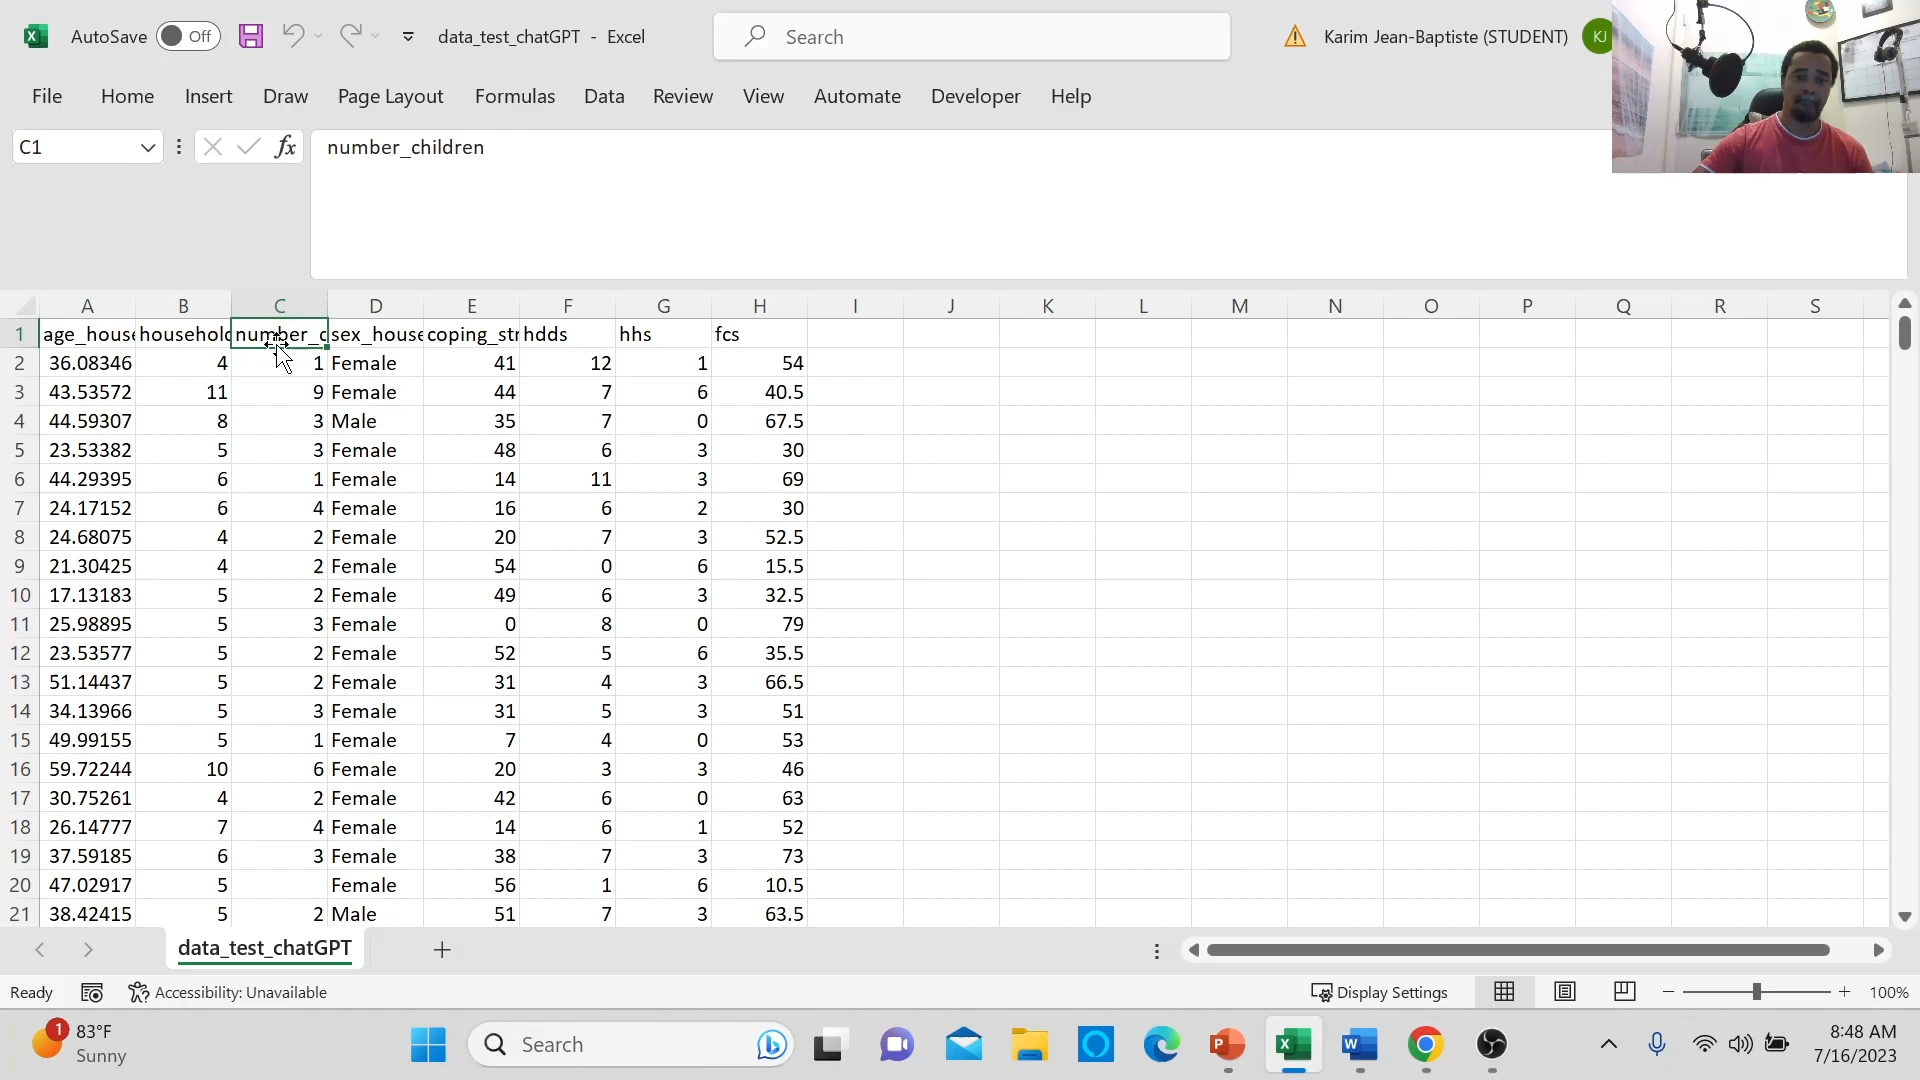 AutoSave Off data_test_chatGPT - Excel Search Karim Jean-Baptiste (STUDENT) KJ
File Home Insert Draw Page Layout Formulas Data Review View Automate Developer Help
C1 fx number_children
A B C D E F G H I J K L M N O P Q R S
1 age_house household number_c sex_house coping_str hdds hhs fcs
2 36.08346 4 1 Female 41 12 1 54
3 43.53572 11 9 Female 44 7 6 40.5
4 44.59307 8 3 Male 35 7 0 67.5
5 23.53382 5 3 Female 48 6 3 30
6 44.29395 6 1 Female 14 11 3 69
7 24.17152 6 4 Female 16 6 2 30
8 24.68075 4 2 Female 20 7 3 52.5
9 21.30425 4 2 Female 54 0 6 15.5
10 17.13183 5 2 Female 49 6 3 32.5
11 25.98895 5 3 Female 0 8 0 79
12 23.53577 5 2 Female 52 5 6 35.5
13 51.14437 5 2 Female 31 4 3 66.5
14 34.13966 5 3 Female 31 5 3 51
15 49.99155 5 1 Female 7 4 0 53
16 59.72244 10 6 Female 20 3 3 46
17 30.75261 4 2 Female 42 6 0 63
18 26.14777 7 4 Female 14 6 1 52
19 37.59185 6 3 Female 38 7 3 73
20 47.02917 5 Female 56 1 6 10.5
21 38.42415 5 2 Male 51 7 3 63.5
data_test_chatGPT
Ready Accessibility: Unavailable Display Settings 100%
1 83°F Search 8:48 AM
Sunny 7/16/2023